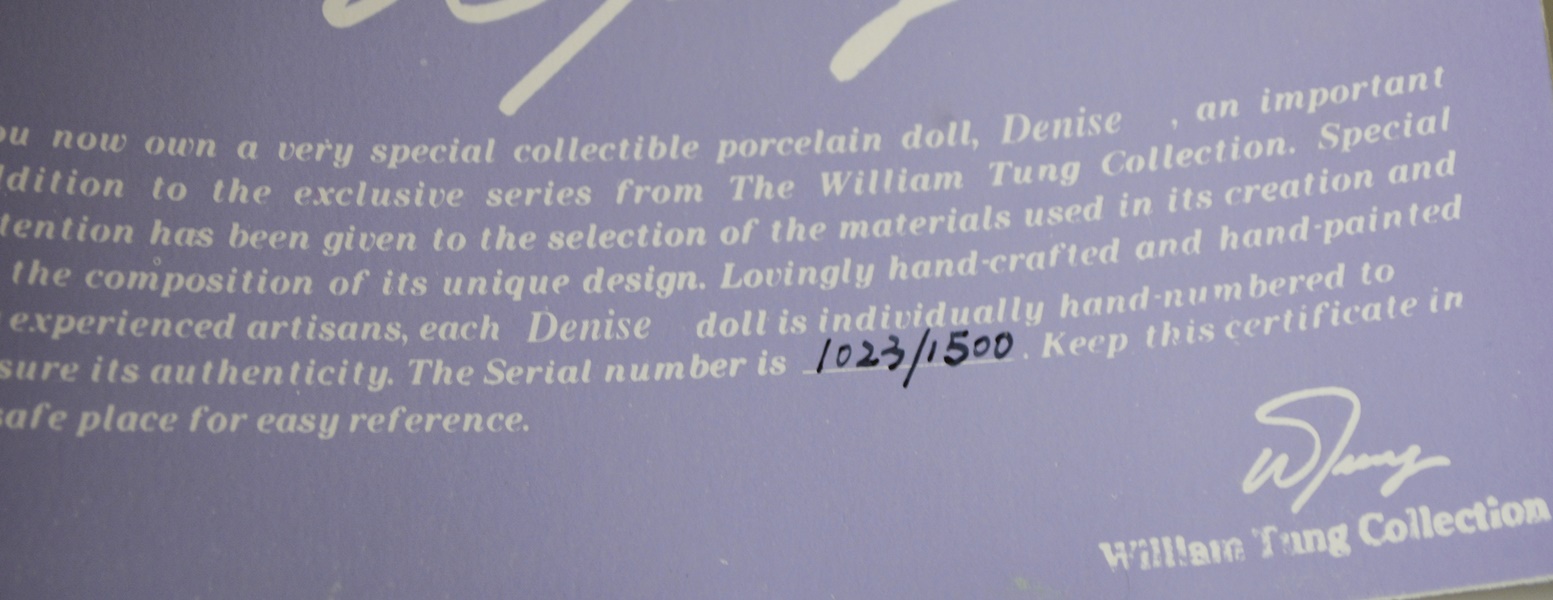 ou now own a very special collectible porcelain doll, Denise , an important
ddition to the exclusive series from The William Tung Collection. Special
tention has been given to the selection of the materials used in its creation and
the composition of its unique design. Lovingly hand-crafted and hand-painted
experienced artisans, each Denise doll is individually hand-numbered to
sure its authenticity. The Serial number is 1023/1500. Keep this certificate in
safe place for easy reference.
W Tung
William Tung Collection